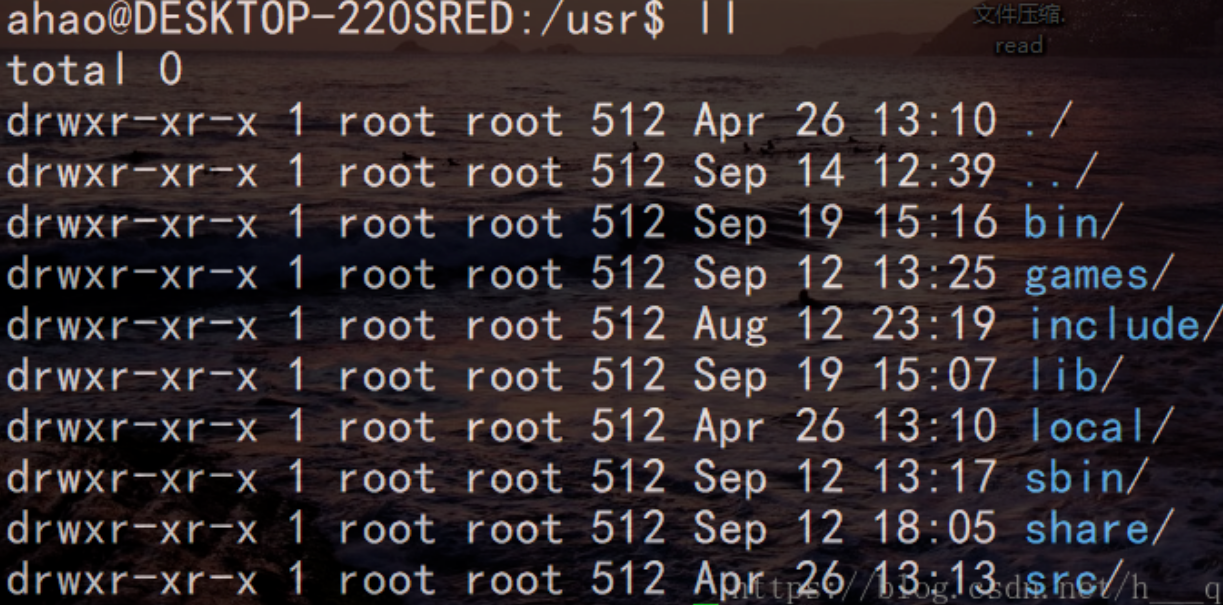 ahao@DESKTOP-220SRED:/usr$ ll
文件压缩.
read
total 0
drwxr-xr-x 1 root root 512 Apr 26 13:10 ./
drwxr-xr-x 1 root root 512 Sep 14 12:39 ../
drwxr-xr-x 1 root root 512 Sep 19 15:16 bin/
drwxr-xr-x 1 root root 512 Sep 12 13:25 games/
drwxr-xr-x 1 root root 512 Aug 12 23:19 include/
drwxr-xr-x 1 root root 512 Sep 19 15:07 lib/
drwxr-xr-x 1 root root 512 Apr 26 13:10 local/
drwxr-xr-x 1 root root 512 Sep 12 13:17 sbin/
drwxr-xr-x 1 root root 512 Sep 12 18:05 share/
drwxr-xr-x 1 root root 512 Apr 26 13:13 src/
https://blog.csdn.net/h___q